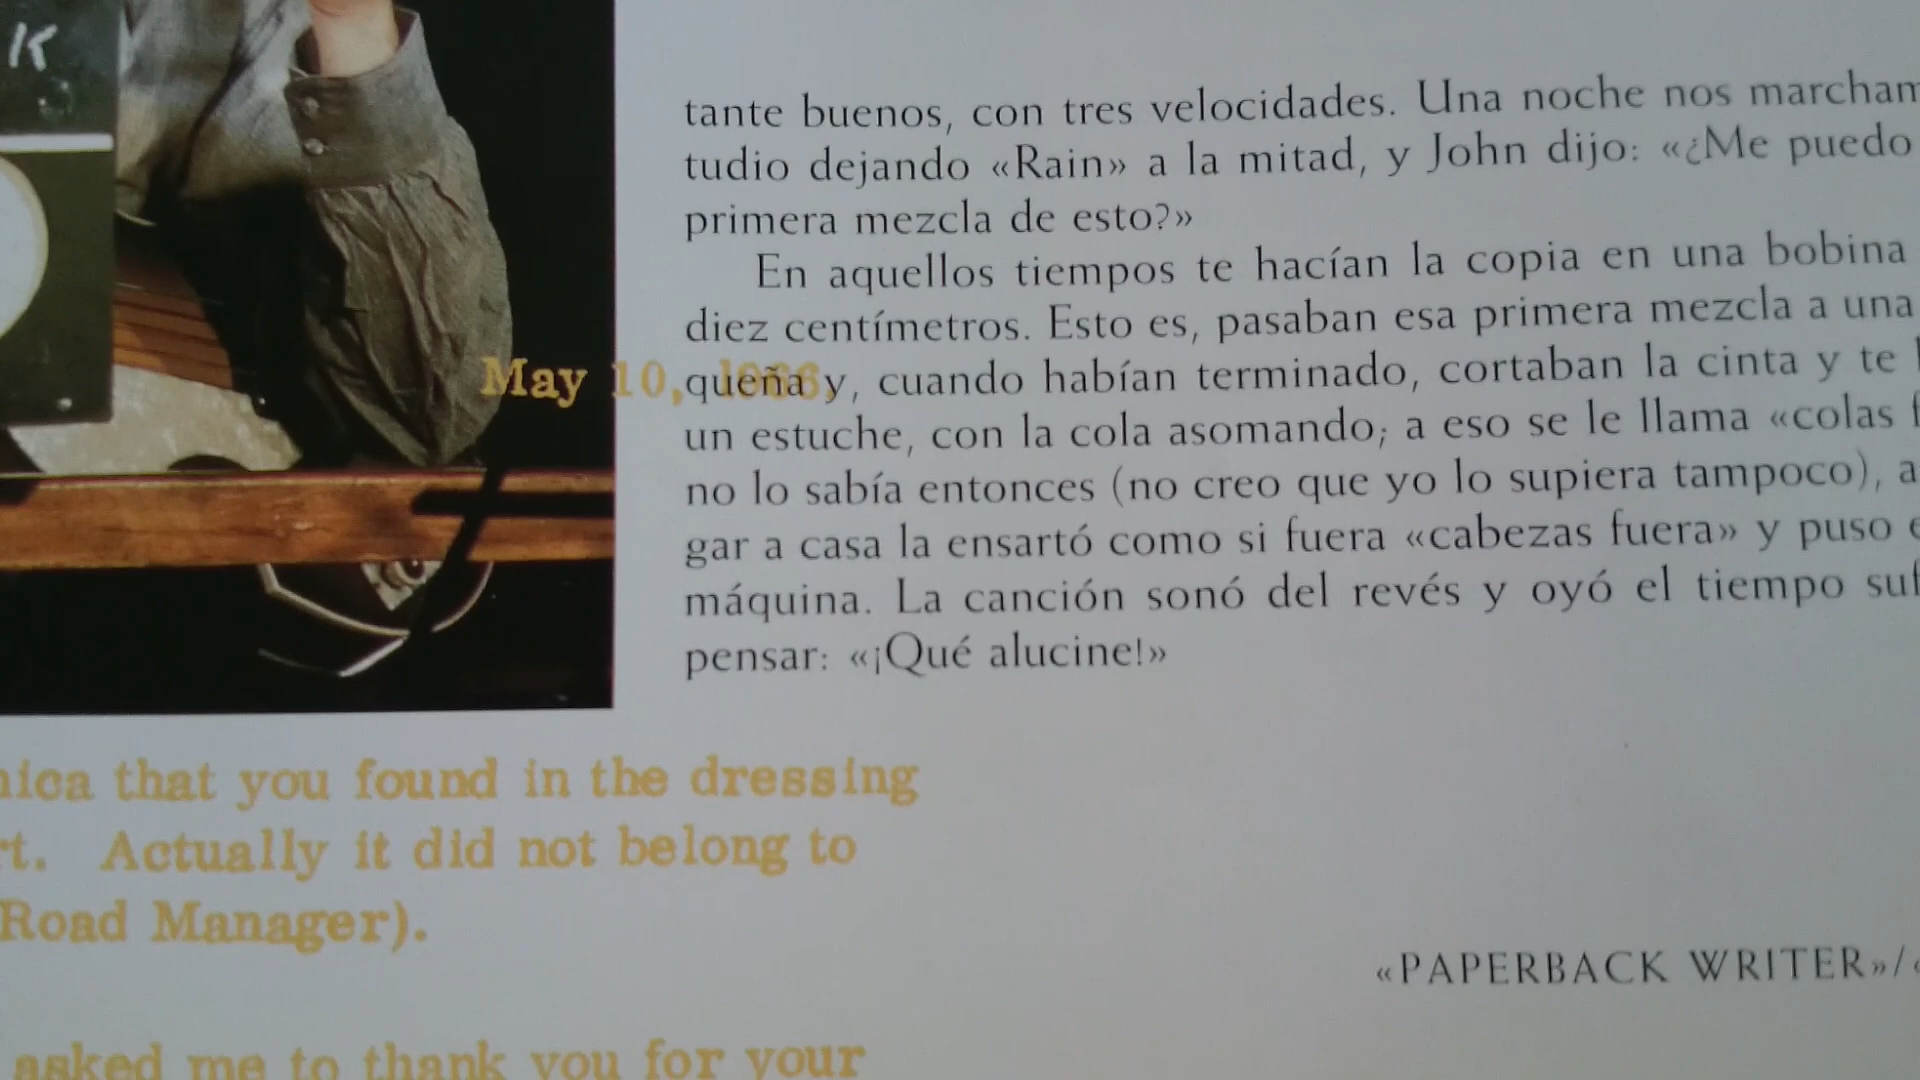 K
tante buenos, con tres velocidades. Una noche nos marcham
tudio dejando «Rain» a la mitad, y John dijo: «¿Me puedo
primera mezcla de esto?»
En aquellos tiempos te hacían la copia en una bobina
diez centímetros. Esto es, pasaban esa primera mezcla a una
queña y, cuando habían terminado, cortaban la cinta y te
un estuche, con la cola asomando; a eso se le llama «colas
no lo sabía entonces (no creo que yo lo supiera tampoco), a
gar a casa la ensartó como si fuera «cabezas fuera» y puso
máquina. La canción sonó del revés y oyó el tiempo suf
pensar: «¡Qué alucine!»
May 10, 1966,
nica that you found in the dressing
rt. Actually it did not belong to
Road Manager).
asked me to thank you for your
«PAPERBACK WRITER»/«